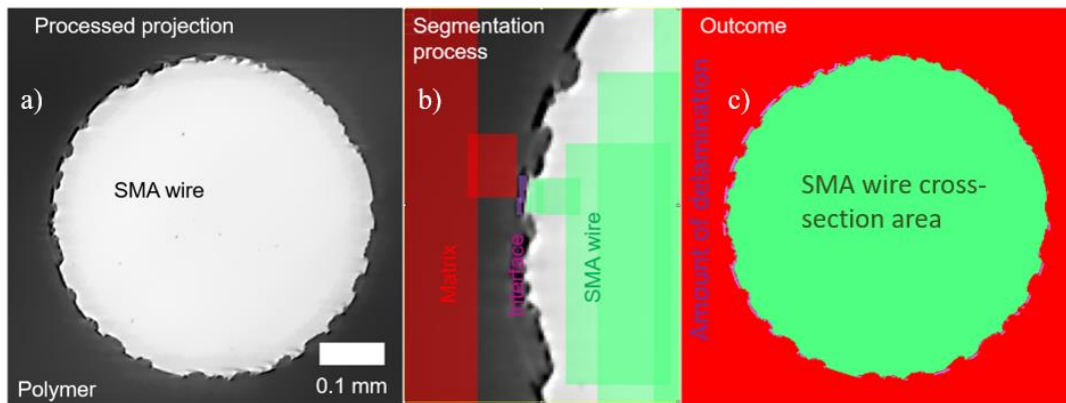 Processed projection
a)
SMA wire
0.1 mm
Polymer
Segmentation
process
b)
Matrix
Interface
SMA wire
Outcome
c)
Amount of delamination
SMA wire cross-
section area